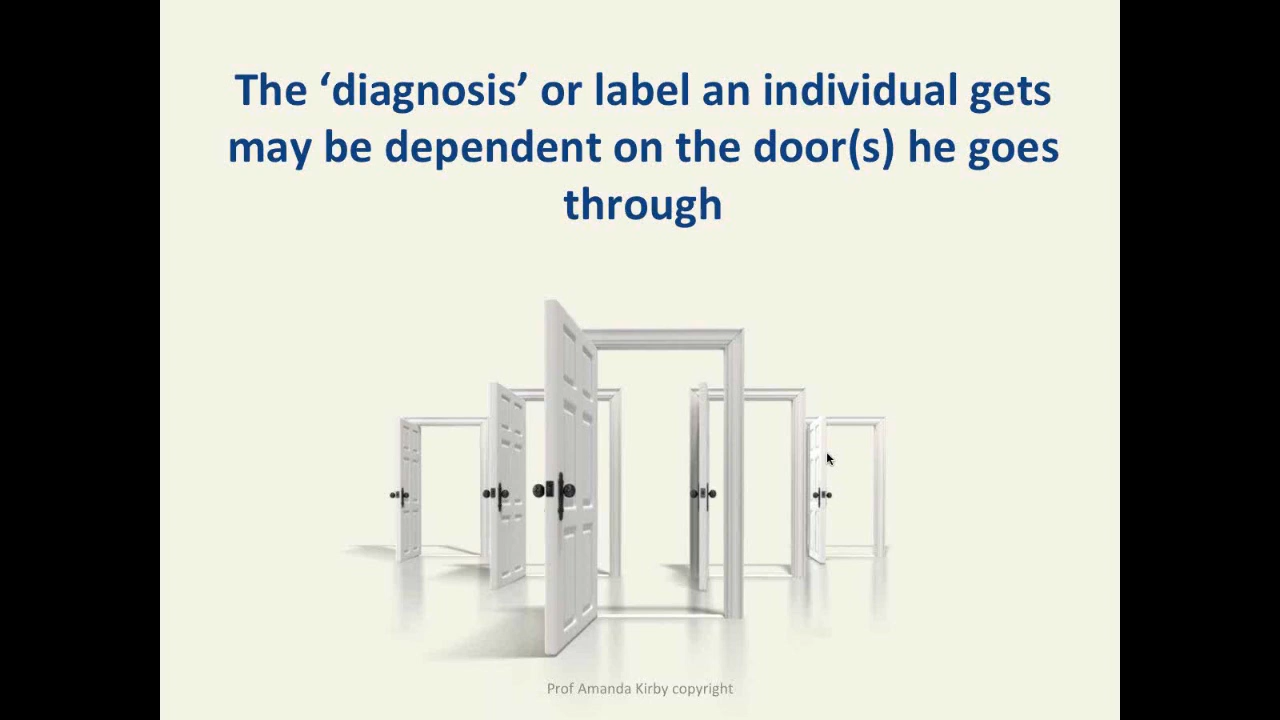 The ‘diagnosis’ or label an individual gets
may be dependent on the door(s) he goes
through
Prof Amanda Kirby copyright